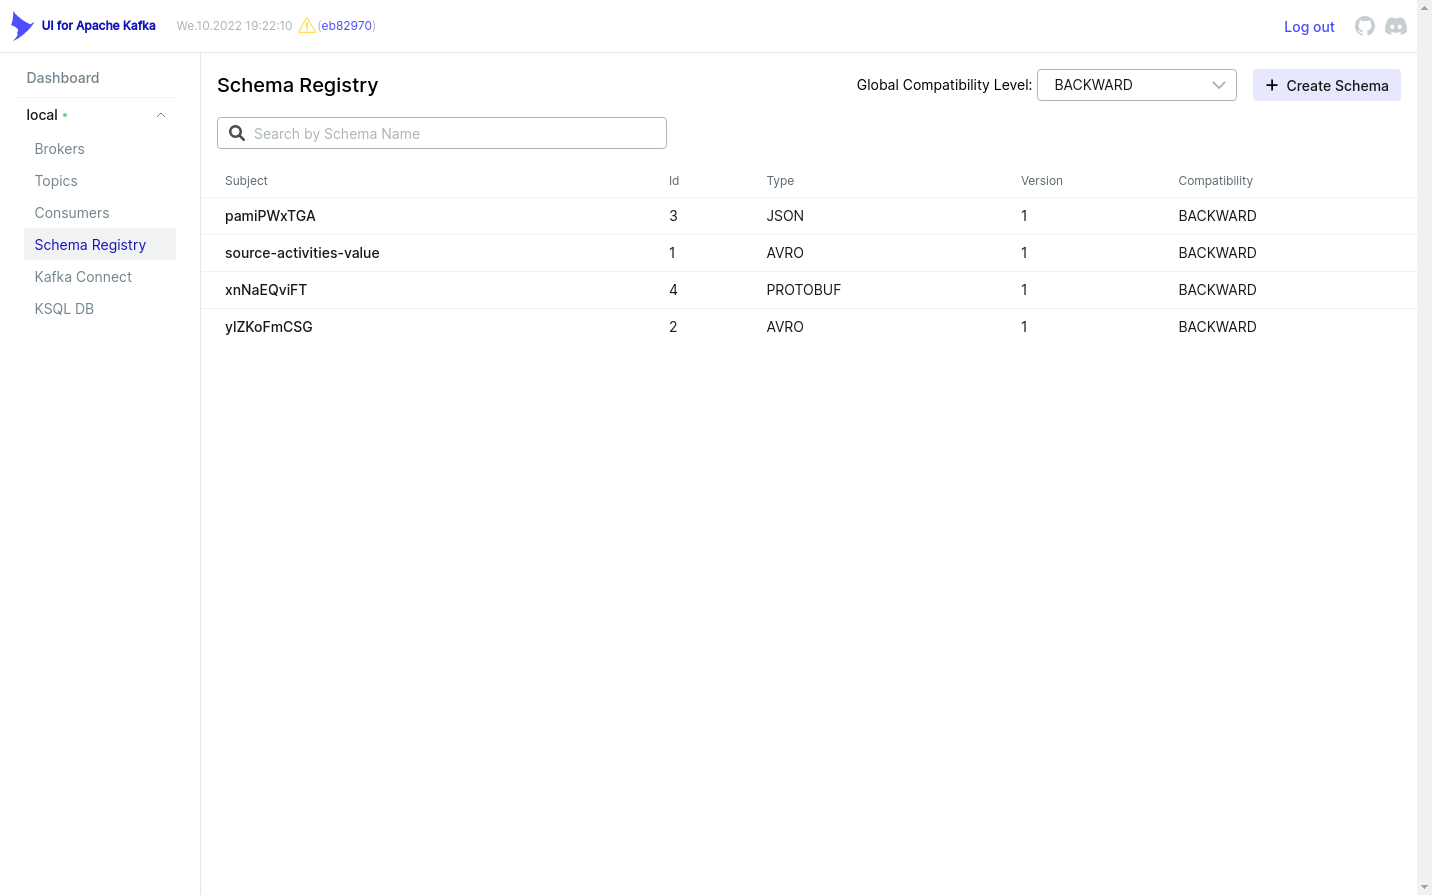 UI for Apache Kafka We.10.2022 19:22:10 (eb82970) Log out
Dashboard
local
Brokers
Topics
Consumers
Schema Registry
Kafka Connect
KSQL DB
Schema Registry Global Compatibility Level: BACKWARD Create Schema
Search by Schema Name
Subject Id Type Version Compatibility
pamiPWxTGA 3 JSON 1 BACKWARD
source-activities-value 1 AVRO 1 BACKWARD
xnNaEQviFT 4 PROTOBUF 1 BACKWARD
ylZKoFmCSG 2 AVRO 1 BACKWARD